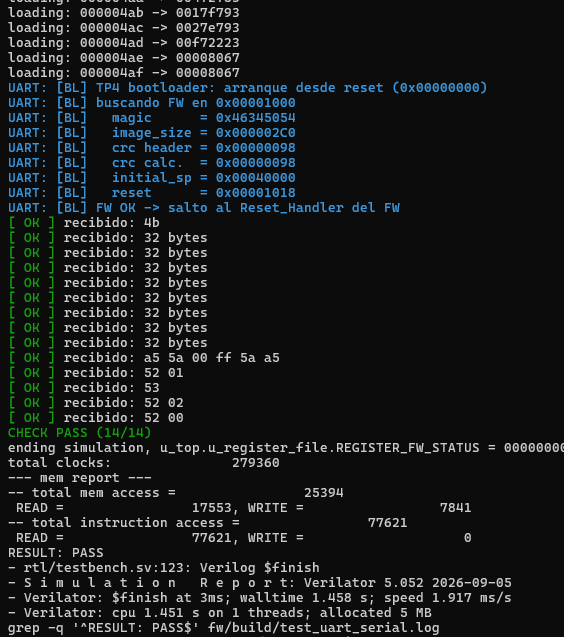 loading: 000004ab -> 0017f793
loading: 000004ac -> 0027e793
loading: 000004ad -> 00f72223
loading: 000004ae -> 00008067
loading: 000004af -> 00008067
UART: [BL] TP4 bootloader: arranque desde reset (0x00000000)
UART: [BL] buscando FW en 0x00001000
UART: [BL]   magic      = 0x46345054
UART: [BL]   image_size = 0x000002C0
UART: [BL]   crc header = 0x00000098
UART: [BL]   crc calc.  = 0x00000098
UART: [BL]   initial_sp = 0x00040000
UART: [BL]   reset      = 0x00001018
UART: [BL] FW OK -> salto al Reset_Handler del FW
[ OK ] recibido: 4b
[ OK ] recibido: 32 bytes
[ OK ] recibido: 32 bytes
[ OK ] recibido: 32 bytes
[ OK ] recibido: 32 bytes
[ OK ] recibido: 32 bytes
[ OK ] recibido: 32 bytes
[ OK ] recibido: 32 bytes
[ OK ] recibido: 32 bytes
[ OK ] recibido: a5 5a 00 ff 5a a5
[ OK ] recibido: 52 01
[ OK ] recibido: 53
[ OK ] recibido: 52 02
[ OK ] recibido: 52 00
CHECK PASS (14/14)
ending simulation, u_top.u_register_file.REGISTER_FW_STATUS = 00000000
total clocks:               279360
--- mem report ---
-- total mem access =                25394
 READ =                17553, WRITE =                 7841
-- total instruction access =                77621
 READ =                77621, WRITE =                    0
RESULT: PASS
- rtl/testbench.sv:123: Verilog $finish
- S i m u l a t i o n   R e p o r t: Verilator 5.052 2026-09-05
- Verilator: $finish at 3ms; walltime 1.458 s; speed 1.917 ms/s
- Verilator: cpu 1.451 s on 1 threads; allocated 5 MB
grep -q '^RESULT: PASS$' fw/build/test_uart_serial.log